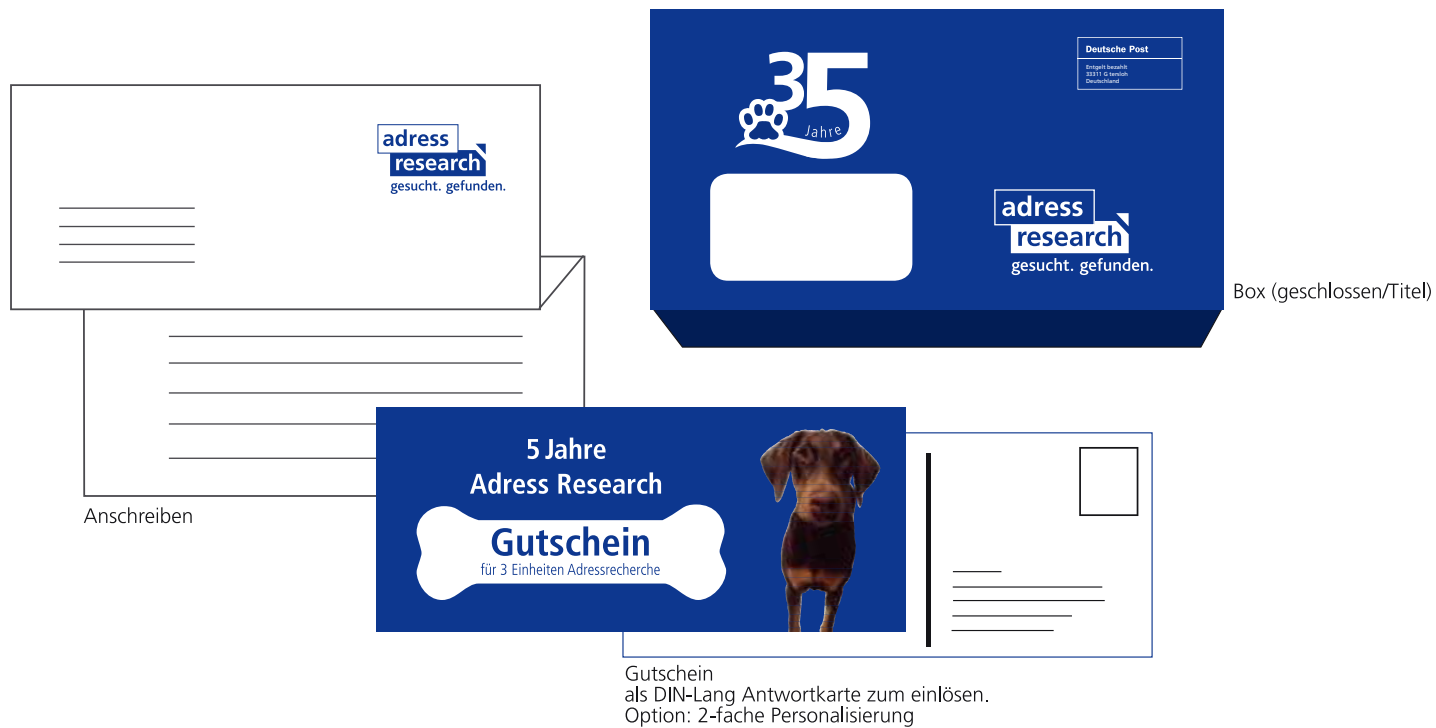 adress
research
gesucht. gefunden.
Anschreiben
35
Jahre
Deutsche Post
Entgelt bezahlt
33311 G tersloh
Deutschland
adress
research
gesucht. gefunden.
Box (geschlossen/Titel)
5 Jahre
Adress Research
Gutschein
für 3 Einheiten Adressrecherche
Gutschein
als DIN-Lang Antwortkarte zum einlösen.
Option: 2-fache Personalisierung